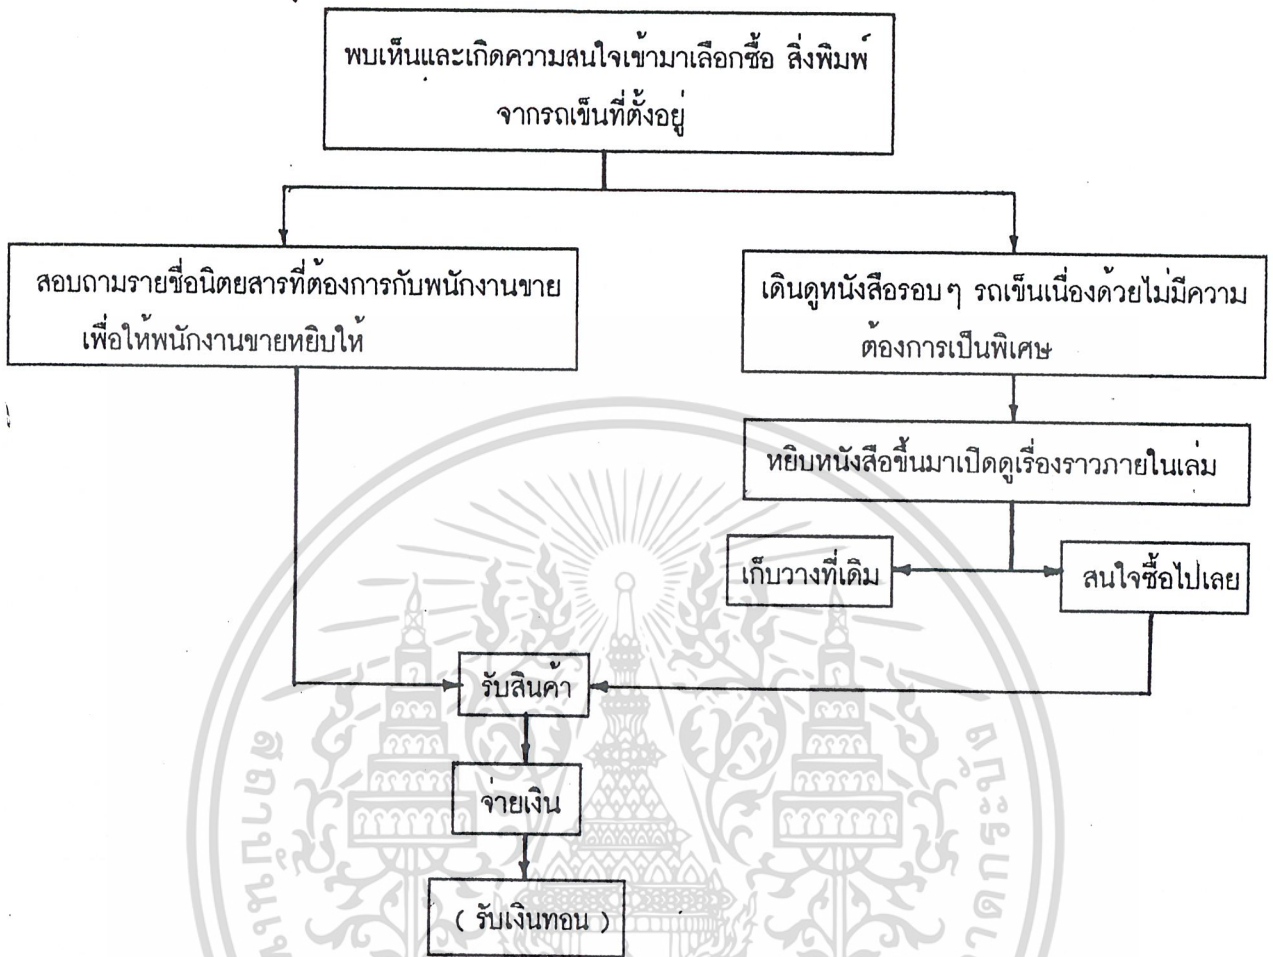 พบเห็นและเกิดความสนใจเข้ามาเลือกซื้อ สิ่งพิมพ์
จากรถเข็นที่ตั้งอยู่
สอบถามรายชื่อนิตยสารที่ต้องการกับพนักงานขาย
เพื่อให้พนักงานขายหยิบให้
เดินดูหนังสือรอบๆ รถเข็นเนื่องด้วยไม่มีความ
ต้องการเป็นพิเศษ
หยิบหนังสือขึ้นมาเปิดดูเรื่องราวภายในเล่ม
เก็บวางที่เดิม
สนใจซื้อไปเลย
รับสินค้า
จ่ายเงิน
( รับเงินทอน )